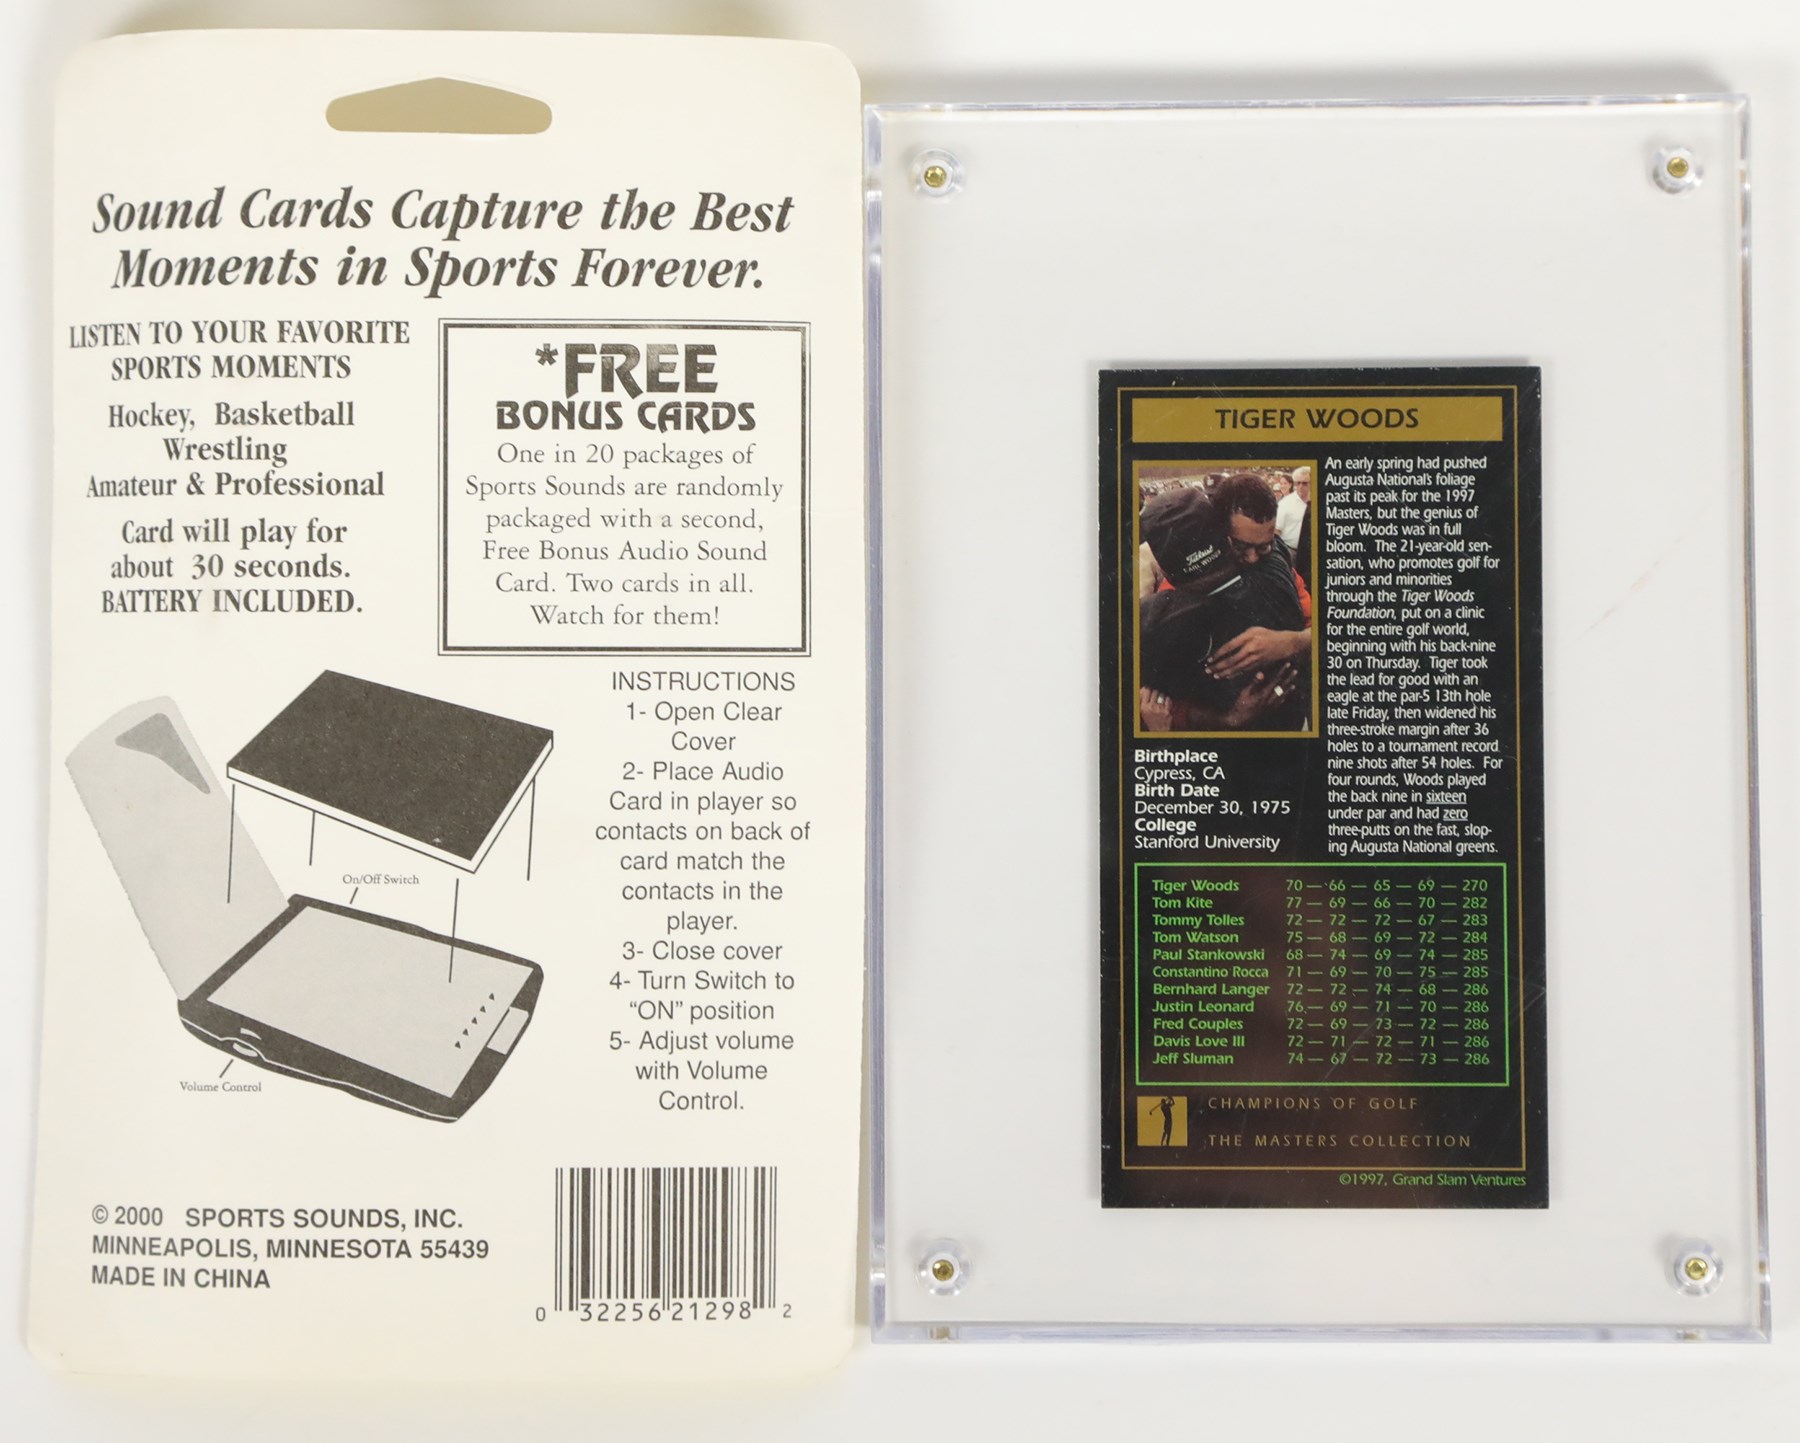 Sound Cards Capture the Best
Moments in Sports Forever.
LISTEN TO YOUR FAVORITE
SPORTS MOMENTS
Hockey, Basketball
Wrestling
Amateur & Professional
Card will play for
about 30 seconds.
BATTERY INCLUDED.
*FREE
BONUS CARDS
One in 20 packages of
Sports Sounds are randomly
packaged with a second,
Free Bonus Audio Sound
Card. Two cards in all.
Watch for them!
INSTRUCTIONS
1- Open Clear
Cover
2- Place Audio
Card in player so
contacts on back of
card match the
contacts in the
player.
3- Close cover
4- Turn Switch to
“ON” position
5- Adjust volume
with Volume
Control.
On/Off Switch
Volume Control
© 2000 SPORTS SOUNDS, INC.
MINNEAPOLIS, MINNESOTA 55439
MADE IN CHINA
0 32256 21298 2
TIGER WOODS
Titleist
EARL WOODS
An early spring had pushed
Augusta National's foliage
past its peak for the 1997
Masters, but the genius of
Tiger Woods was in full
bloom. The 21-year-old sen-
sation, who promotes golf for
juniors and minorities
through the Tiger Woods
Foundation, put on a clinic
for the entire golf world,
beginning with his back-nine
30 on Thursday. Tiger took
the lead for good with an
eagle at the par-5 13th hole
late Friday, then widened his
three-stroke margin after 36
holes to a tournament record
nine shots after 54 holes. For
four rounds, Woods played
the back nine in sixteen
under par and had zero
three-putts on the fast, slop-
ing Augusta National greens.
Birthplace
Cypress, CA
Birth Date
December 30, 1975
College
Stanford University
Tiger Woods 70 — 66 — 65 — 69 — 270
Tom Kite 77 — 69 — 66 — 70 — 282
Tommy Tolles 72 — 72 — 72 — 67 — 283
Tom Watson 75 — 68 — 69 — 72 — 284
Paul Stankowski 68 — 74 — 69 — 74 — 285
Constantino Rocca 71 — 69 — 70 — 75 — 285
Bernhard Langer 72 — 72 — 74 — 68 — 286
Justin Leonard 76 — 69 — 71 — 70 — 286
Fred Couples 72 — 69 — 73 — 72 — 286
Davis Love III 72 — 71 — 72 — 71 — 286
Jeff Sluman 74 — 67 — 72 — 73 — 286
CHAMPIONS OF GOLF
THE MASTERS COLLECTION
©1997, Grand Slam Ventures